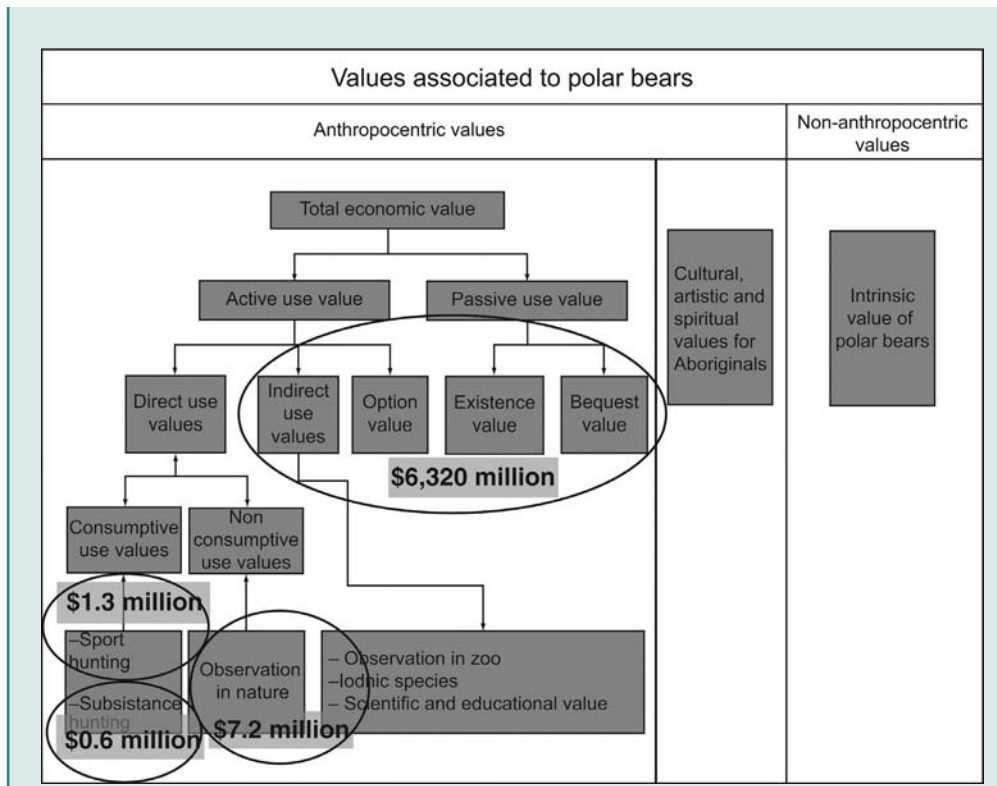 Values associated to polar bears
Anthropocentric values
Non-anthropocentric
values
Total economic value
Active use value
Passive use value
Cultural,
artistic and
spiritual
values for
Aboriginals
Intrinsic
value of
polar bears
Direct use
values
Indirect
use
values
Option
value
Existence
value
Bequest
value
$6,320 million
Consumptive
use values
Non
consumptive
use values
$1.3 million
–Sport
hunting
–Subsistance
hunting
$0.6 million
Observation
in nature
$7.2 million
– Observation in zoo
–Iodnic species
– Scientific and educational value